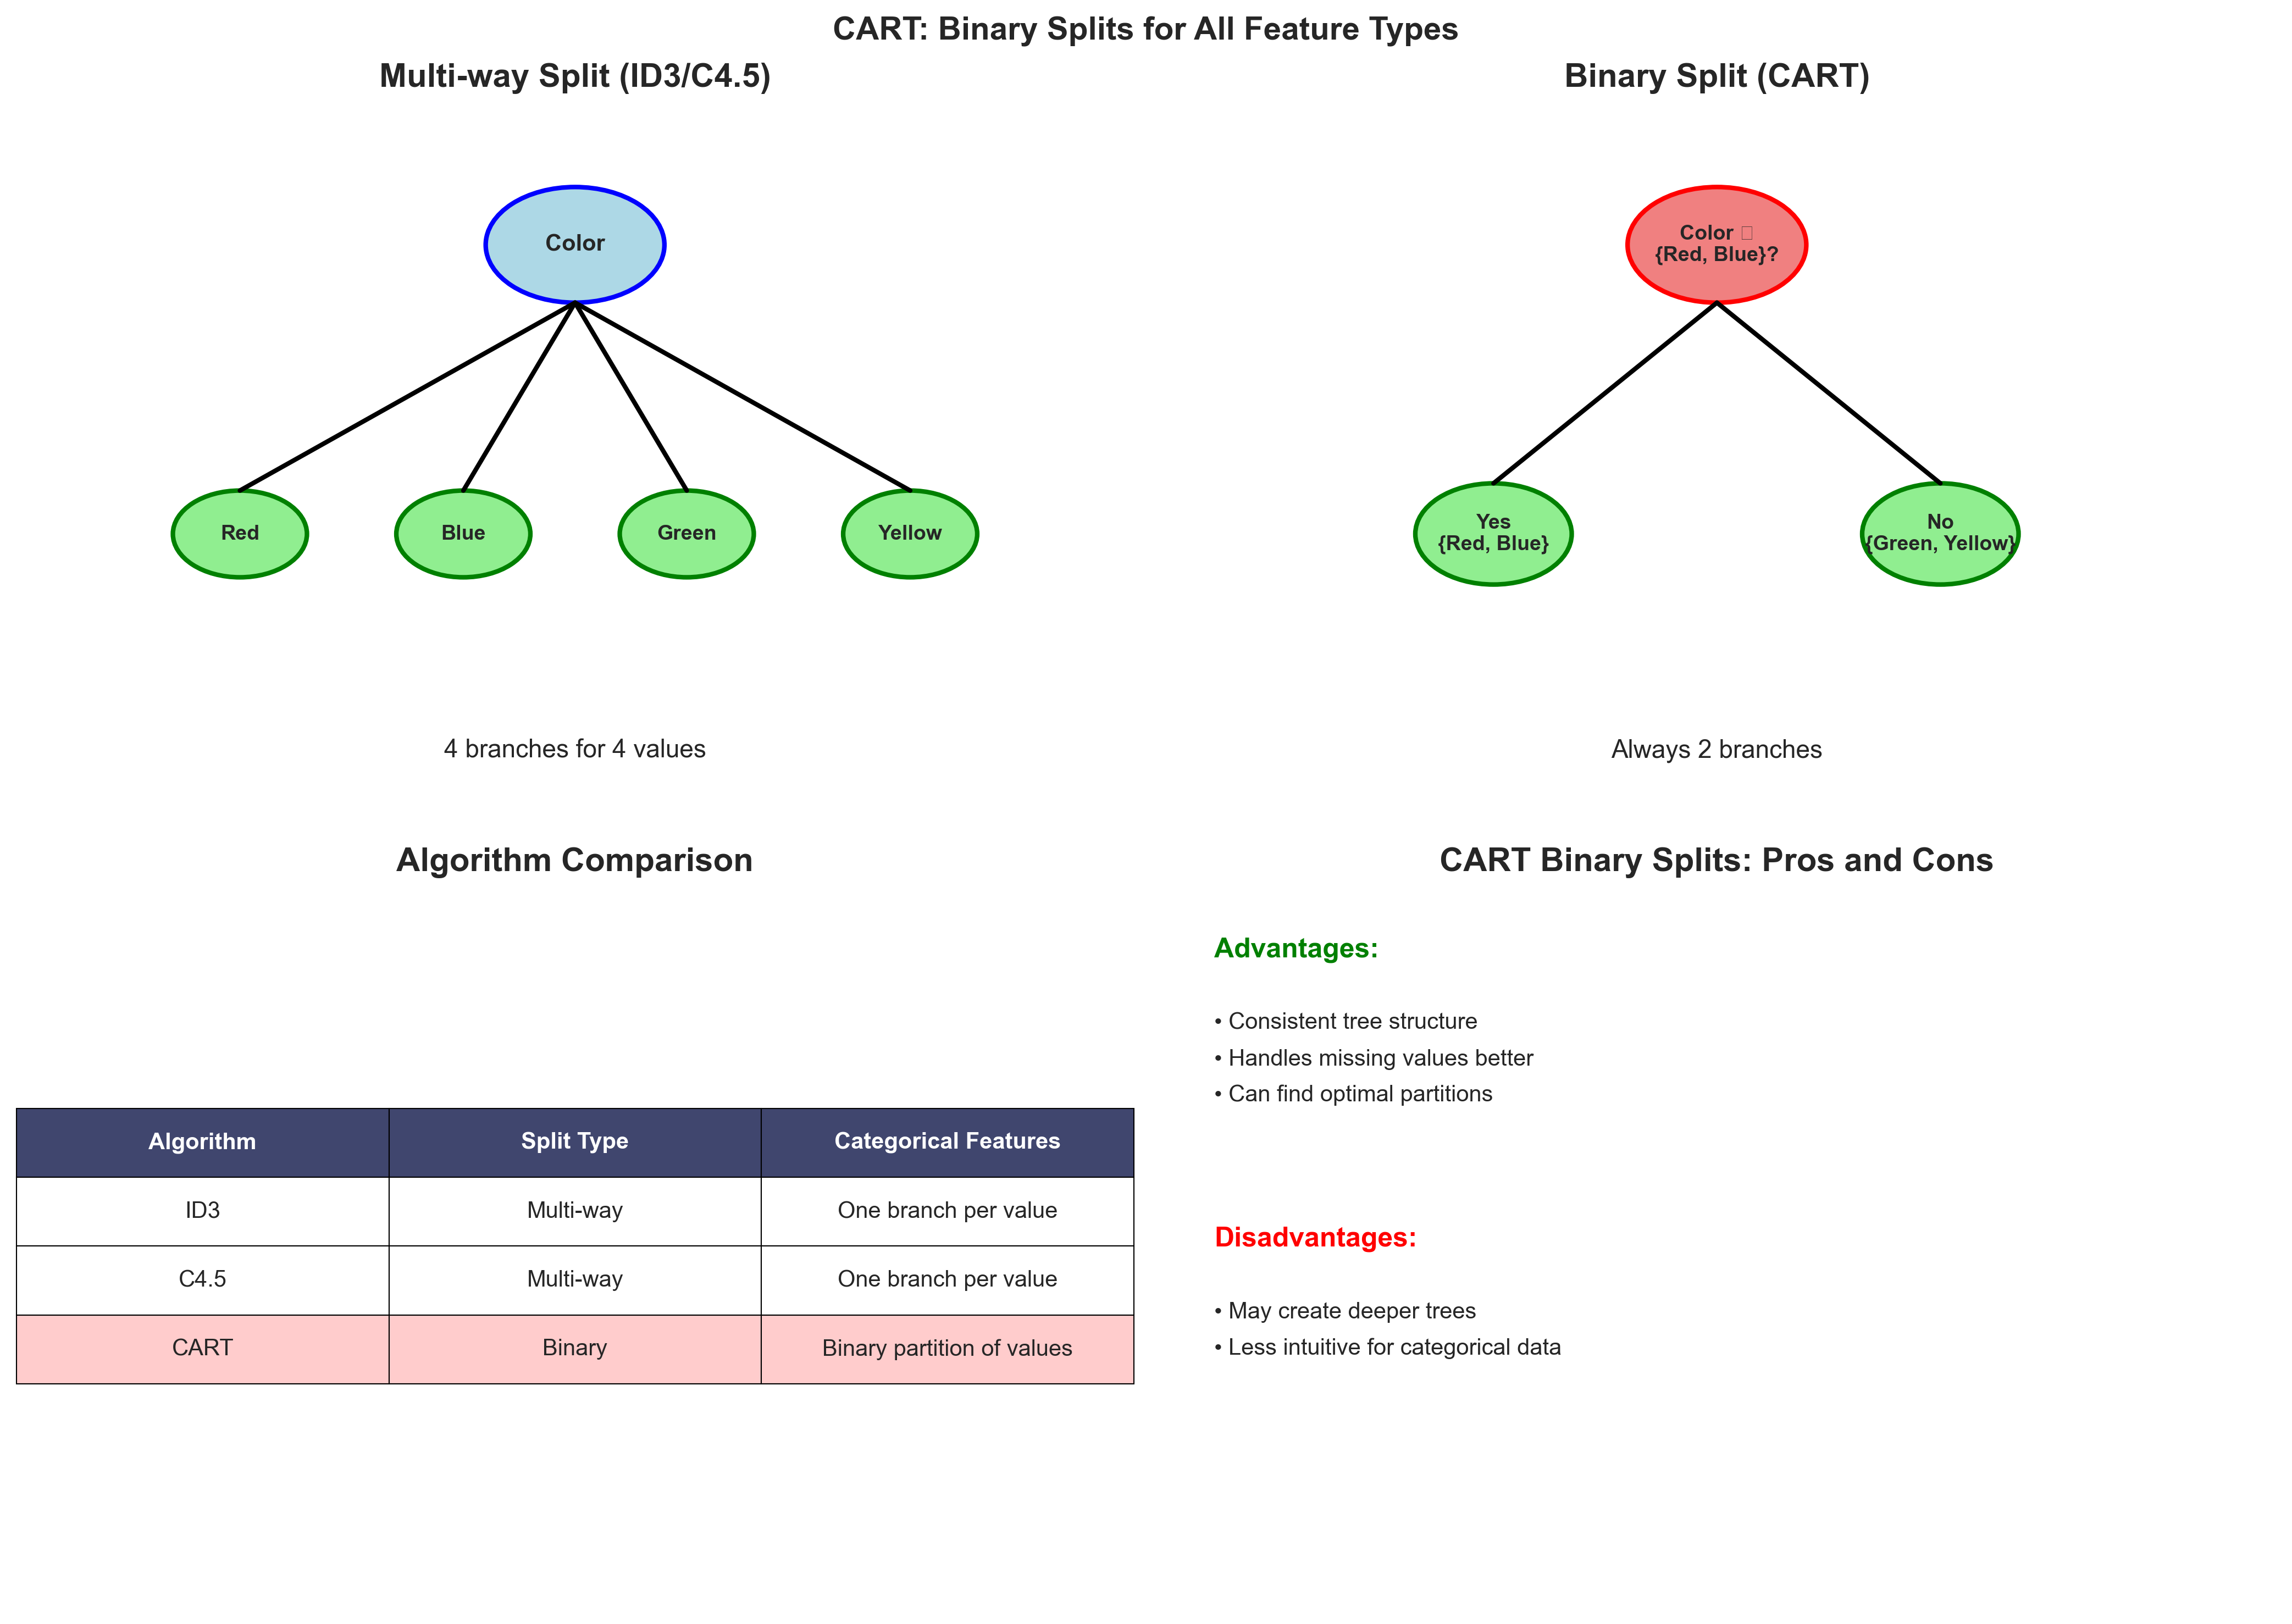 CART: Binary Splits for All Feature Types
Multi-way Split (ID3/C4.5)
Color
Red
Blue
Green
Yellow
4 branches for 4 values
Binary Split (CART)
Color □
{Red, Blue}?
Yes
{Red, Blue}
No
{Green, Yellow}
Always 2 branches
Algorithm Comparison
Algorithm Split Type Categorical Features
ID3 Multi-way One branch per value
C4.5 Multi-way One branch per value
CART Binary Binary partition of values
CART Binary Splits: Pros and Cons
Advantages:
• Consistent tree structure
• Handles missing values better
• Can find optimal partitions
Disadvantages:
• May create deeper trees
• Less intuitive for categorical data